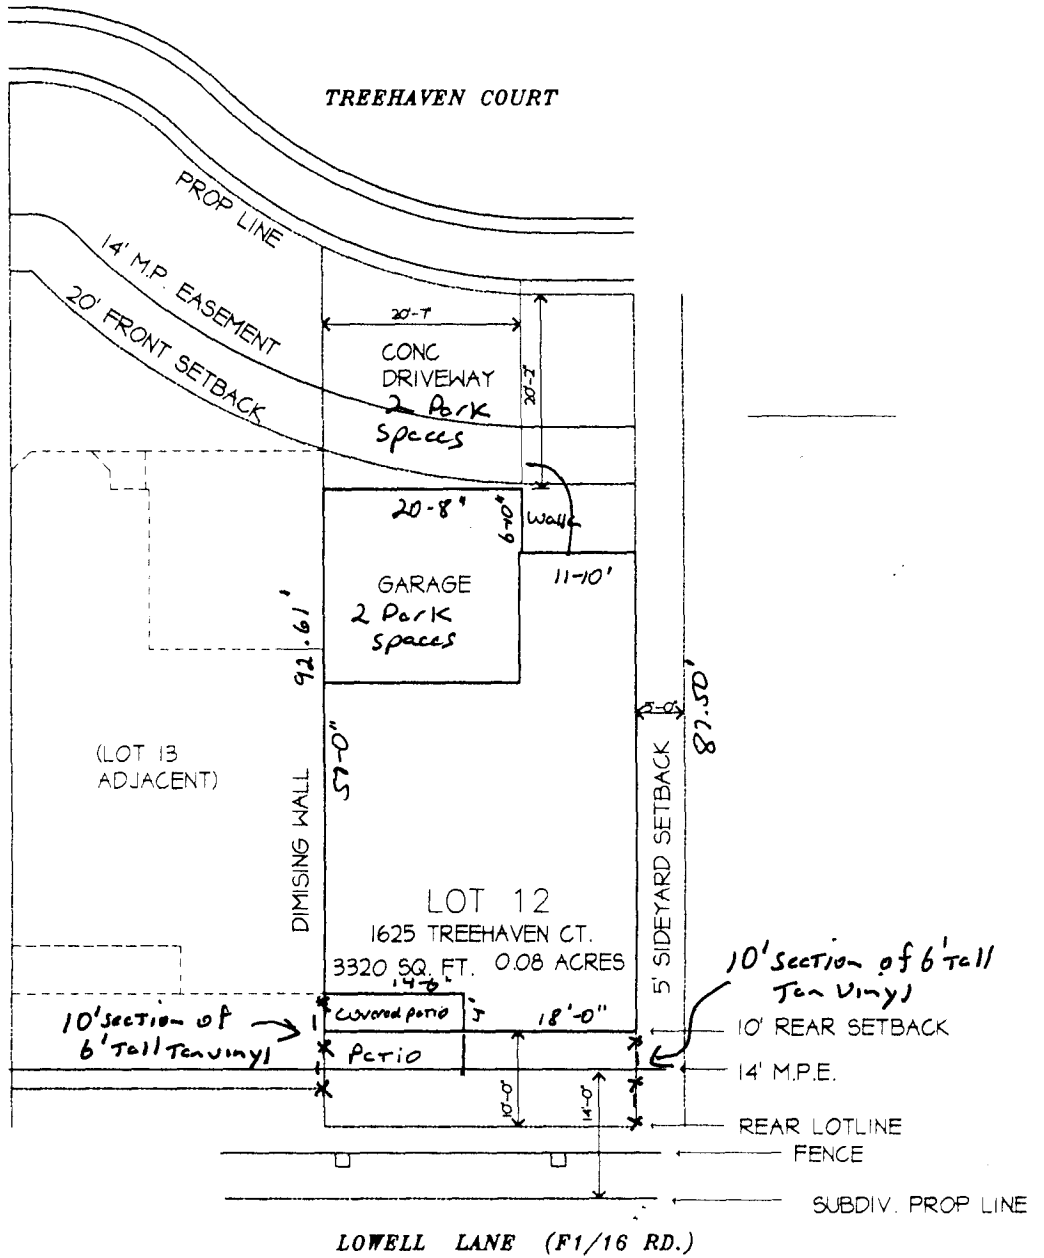 TREEHAVEN COURT
PROP LINE
14' M.P. EASEMENT
20' FRONT SETBACK
20'-7"
CONC
DRIVEWAY
2 Park
spaces
20'-2"
20-8"
6-10"
Walk
11-10'
GARAGE
2 Park
spaces
92.61'
57-0"
DIMISING WALL
(LOT 13
ADJACENT)
5'-0"
87.50'
5' SIDEYARD SETBACK
LOT 12
1625 TREEHAVEN CT.
3320 SQ. FT. 0.08 ACRES
14-6"
Covered patio
18'-0"
Patio
10' section of
6' Tall Tan vinyl
10' section of 6' Tall
Tan Vinyl
10'-0"
14'-0"
10' REAR SETBACK
14' M.P.E.
REAR LOTLINE
FENCE
SUBDIV. PROP LINE
LOWELL LANE (F1/16 RD.)